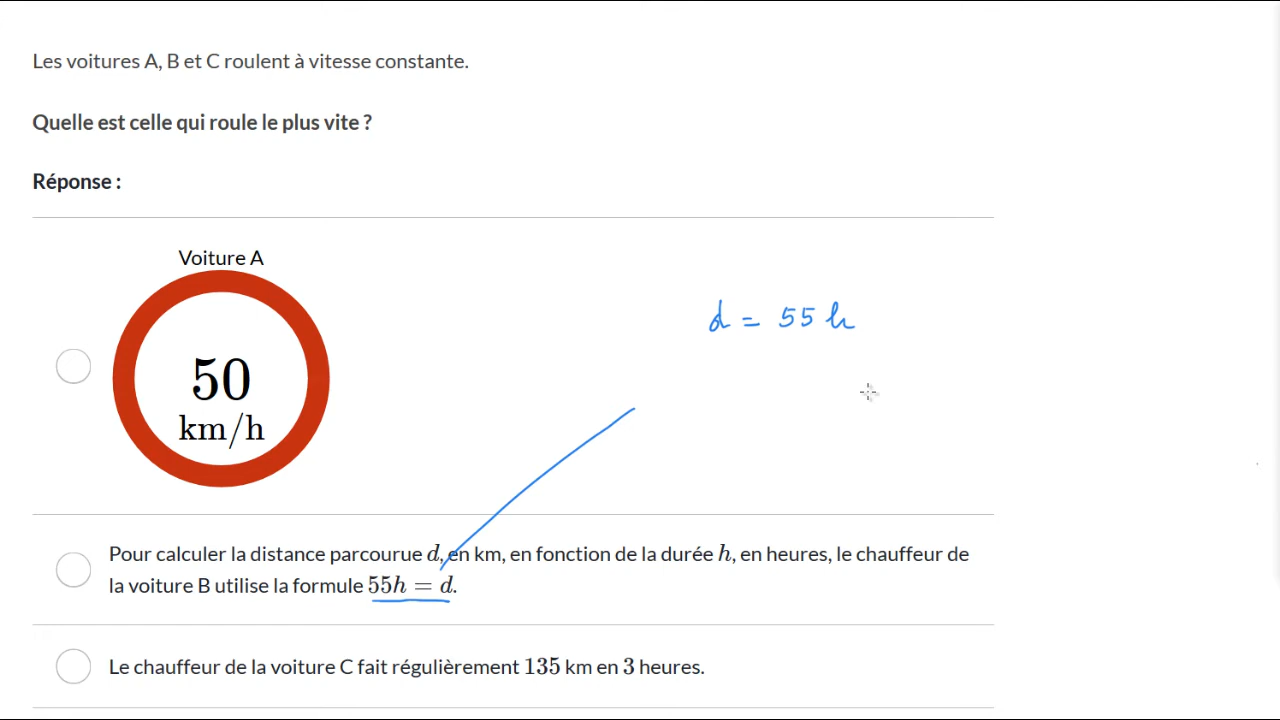 Les voitures A, B et C roulent à vitesse constante.
Quelle est celle qui roule le plus vite ?
Réponse :
Voiture A
50
km/h
d = 55 h
Pour calculer la distance parcourue d, en km, en fonction de la durée h, en heures, le chauffeur de
la voiture B utilise la formule 55h = d.
Le chauffeur de la voiture C fait régulièrement 135 km en 3 heures.